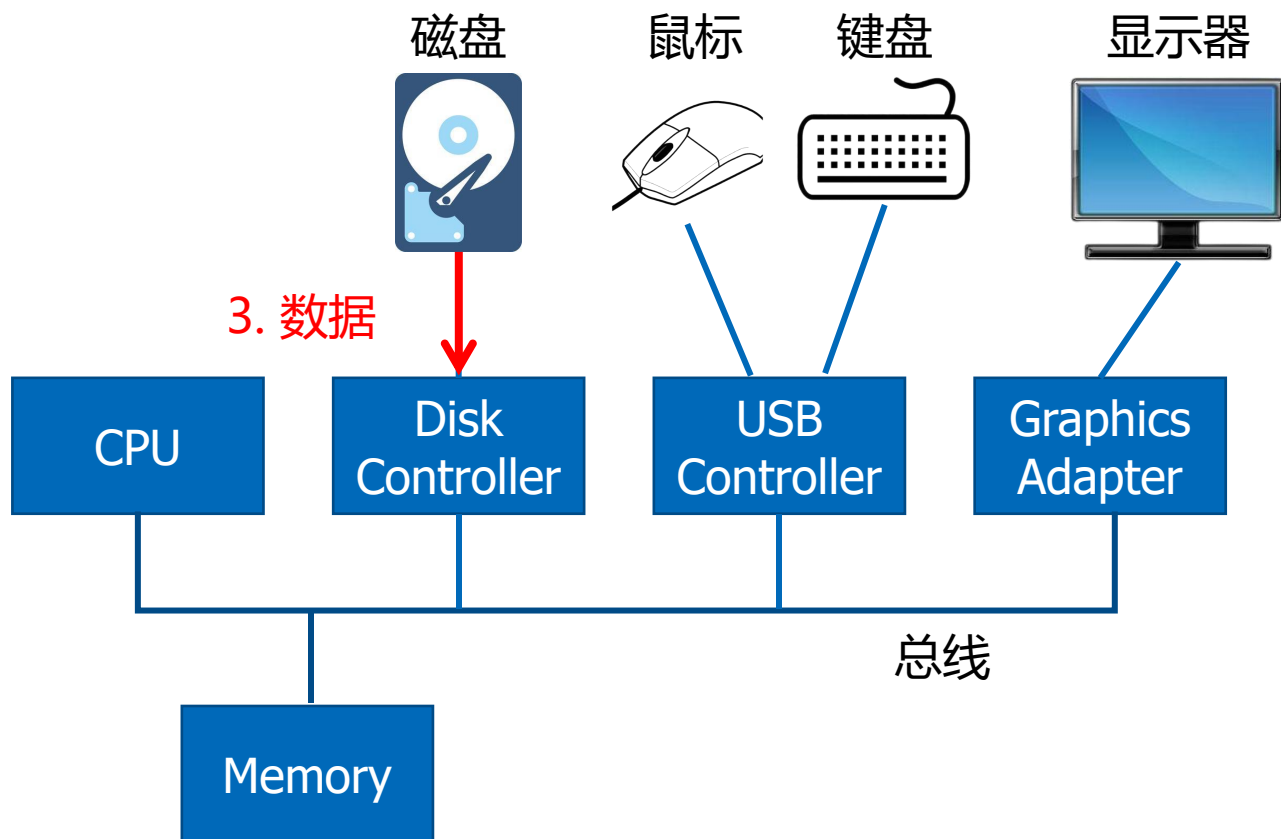 磁盘
鼠标
键盘
显示器
3. 数据
CPU
Disk
Controller
USB
Controller
Graphics
Adapter
总线
Memory